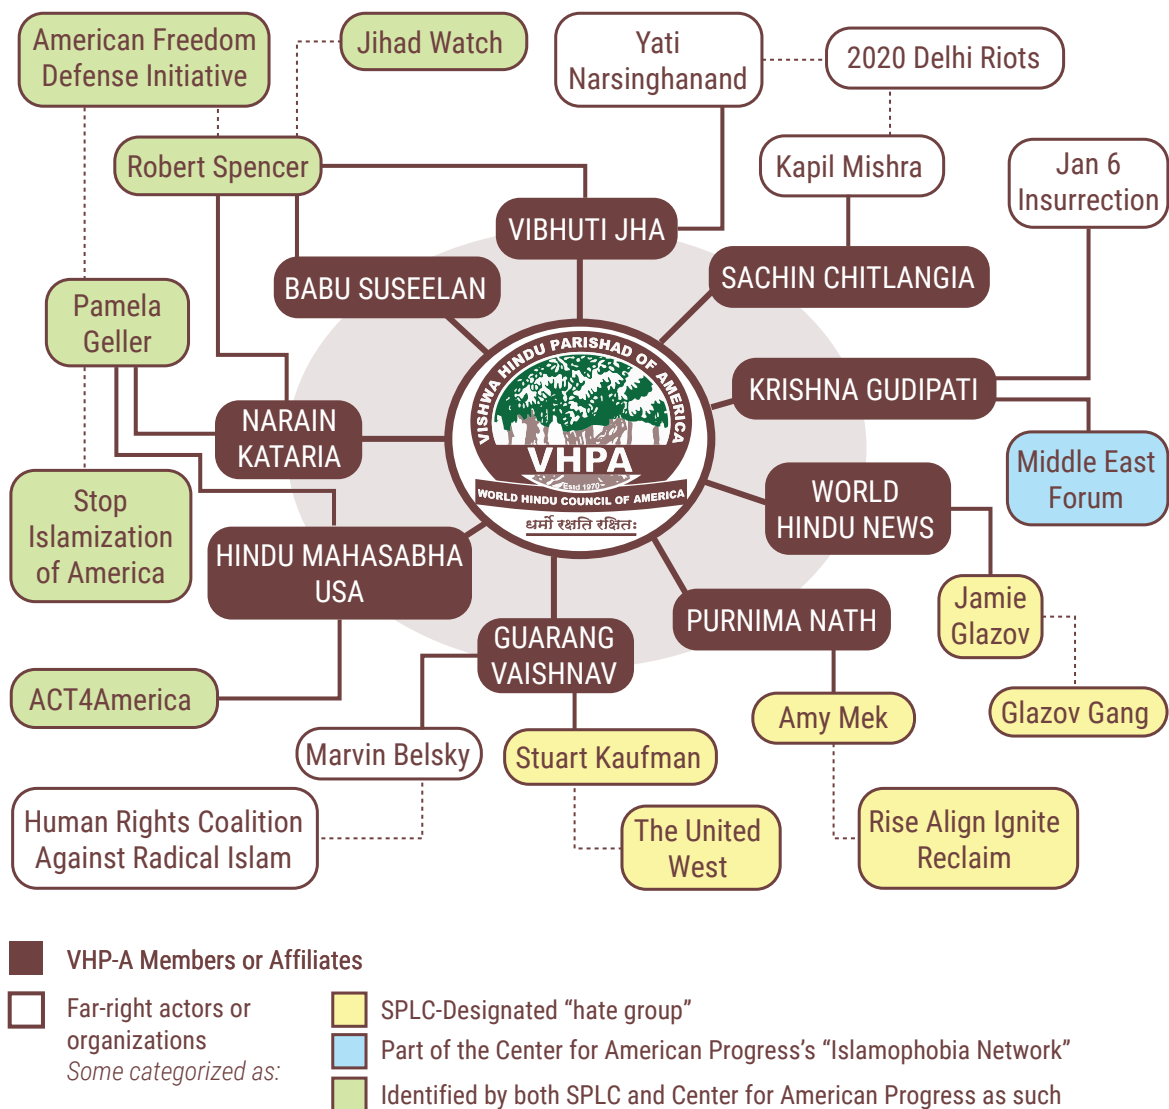 American Freedom
Defense Initiative
Jihad Watch
Yati
Narsinghanand
2020 Delhi Riots
Robert Spencer
Kapil Mishra
Jan 6
Insurrection
VIBHUTI JHA
BABU SUSEELAN
SACHIN CHITLANGIA
Pamela
Geller
KRISHNA GUDIPATI
NARAIN
KATARIA
VISHWA HINDU PARISHAD OF AMERICA
VHPA
Estd 1970
WORLD HINDU COUNCIL OF AMERICA
धर्मो रक्षति रक्षितः
Middle East
Forum
Stop
Islamization
of America
WORLD
HINDU NEWS
HINDU MAHASABHA
USA
Jamie
Glazov
PURNIMA NATH
GUARANG
VAISHNAV
ACT4America
Glazov Gang
Amy Mek
Marvin Belsky
Stuart Kaufman
Human Rights Coalition
Against Radical Islam
The United
West
Rise Align Ignite
Reclaim
VHP-A Members or Affiliates
Far-right actors or
organizations
Some categorized as:
SPLC-Designated “hate group”
Part of the Center for American Progress’s “Islamophobia Network”
Identified by both SPLC and Center for American Progress as such